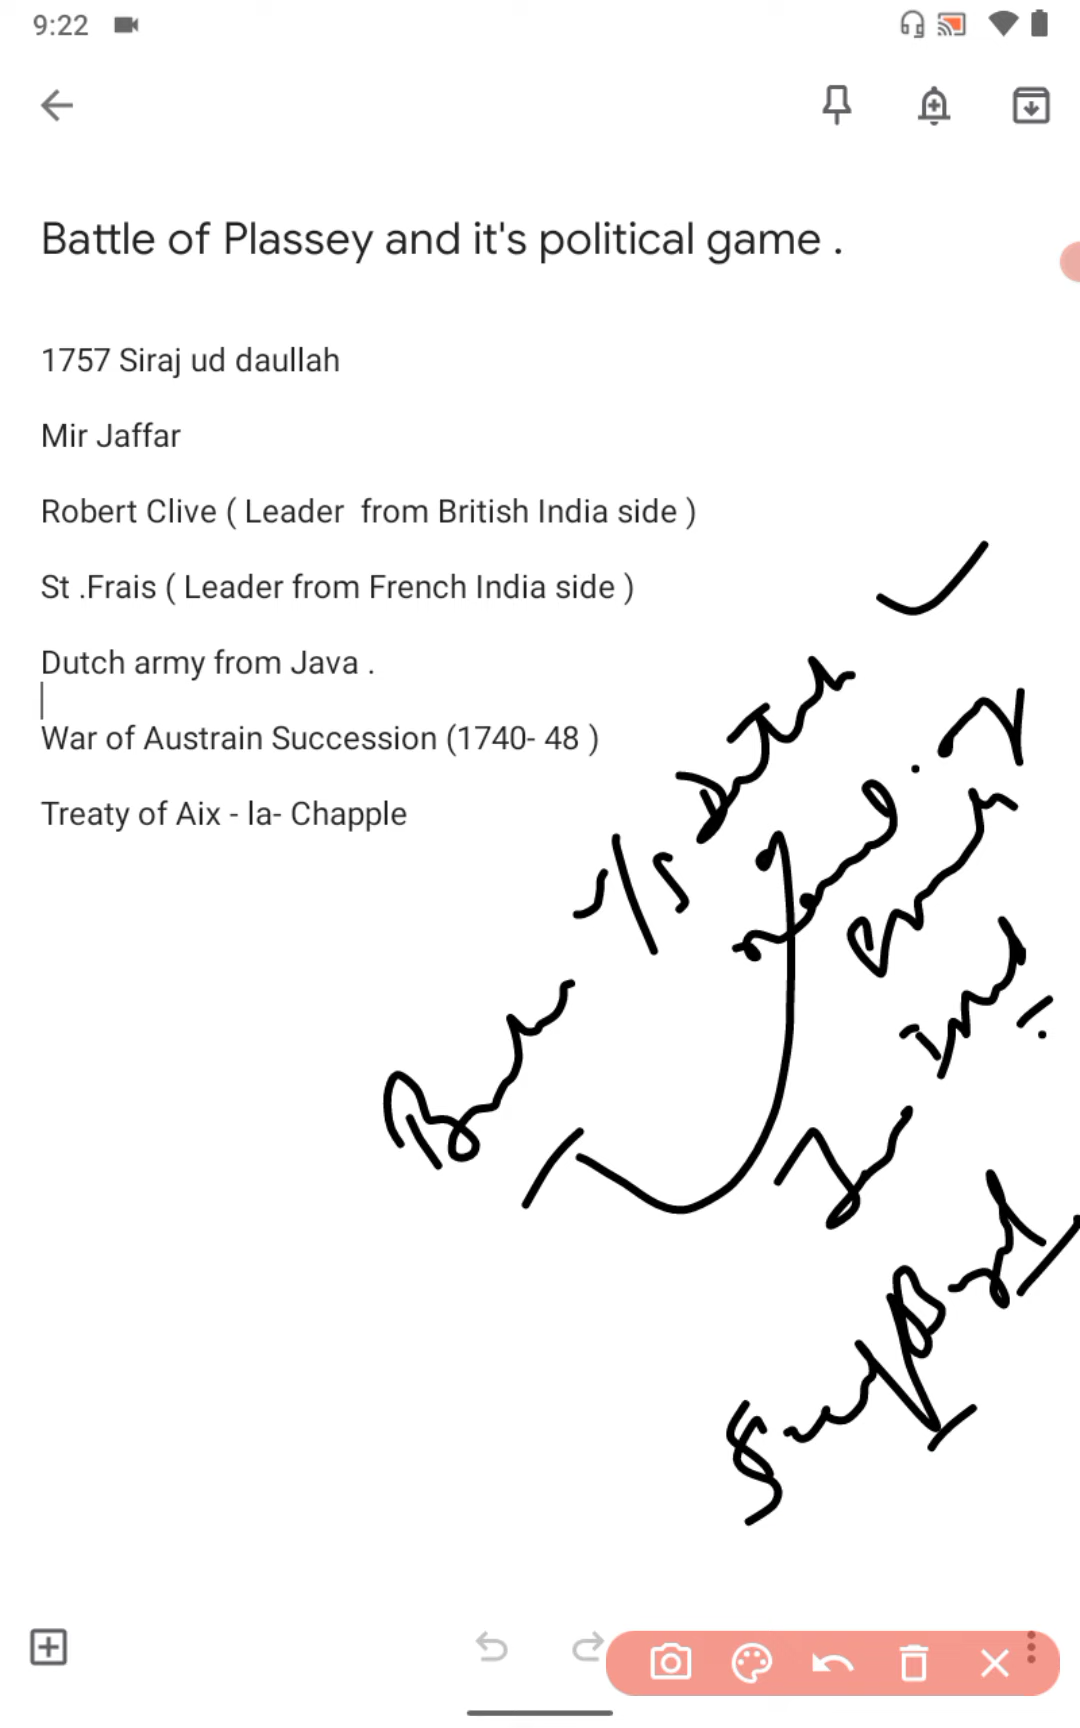 9:22
Battle of Plassey and it's political game .
1757 Siraj ud daullah
Mir Jaffar
Robert Clive ( Leader from British India side )
St .Frais ( Leader from French India side )
Dutch army from Java .
War of Austrain Succession (1740- 48 )
Treaty of Aix - la- Chapple
v/s Dutch